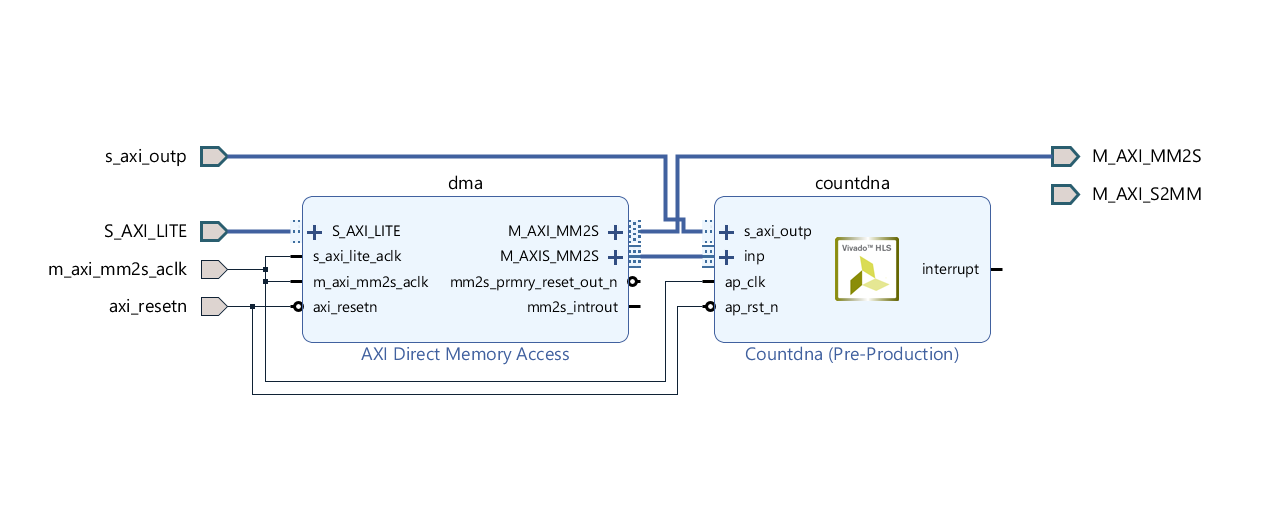 s_axi_outp
M_AXI_MM2S
dma
countdna
M_AXI_S2MM
S_AXI_LITE
S_AXI_LITE
M_AXI_MM2S
s_axi_outp
s_axi_lite_aclk
M_AXIS_MM2S
inp
Vivado™ HLS
m_axi_mm2s_aclk
m_axi_mm2s_aclk
mm2s_prmry_reset_out_n
ap_clk
interrupt
axi_resetn
axi_resetn
mm2s_introut
ap_rst_n
AXI Direct Memory Access
Countdna (Pre-Production)